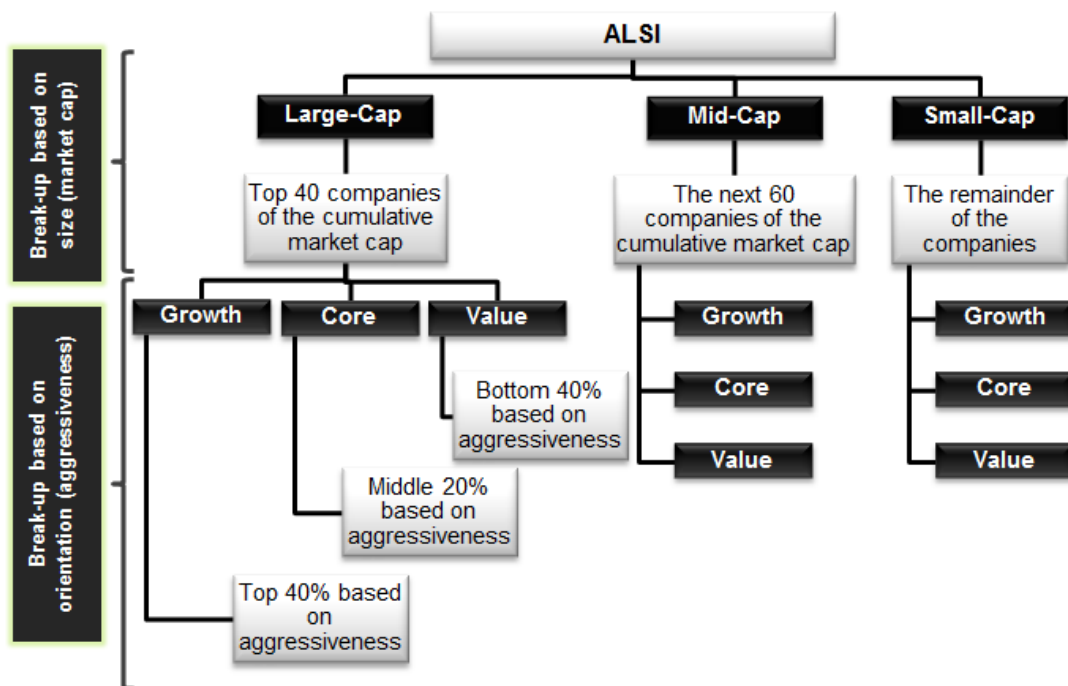 ALSI
Break-up based on
size (market cap)
Large-Cap
Mid-Cap
Small-Cap
Top 40 companies
of the cumulative
market cap
The next 60
companies of the
cumulative market cap
The remainder
of the
companies
Break-up based on
orientation (aggressiveness)
Growth
Core
Value
Bottom 40%
based on
aggressiveness
Middle 20%
based on
aggressiveness
Top 40% based
on
aggressiveness
Growth
Core
Value
Growth
Core
Value